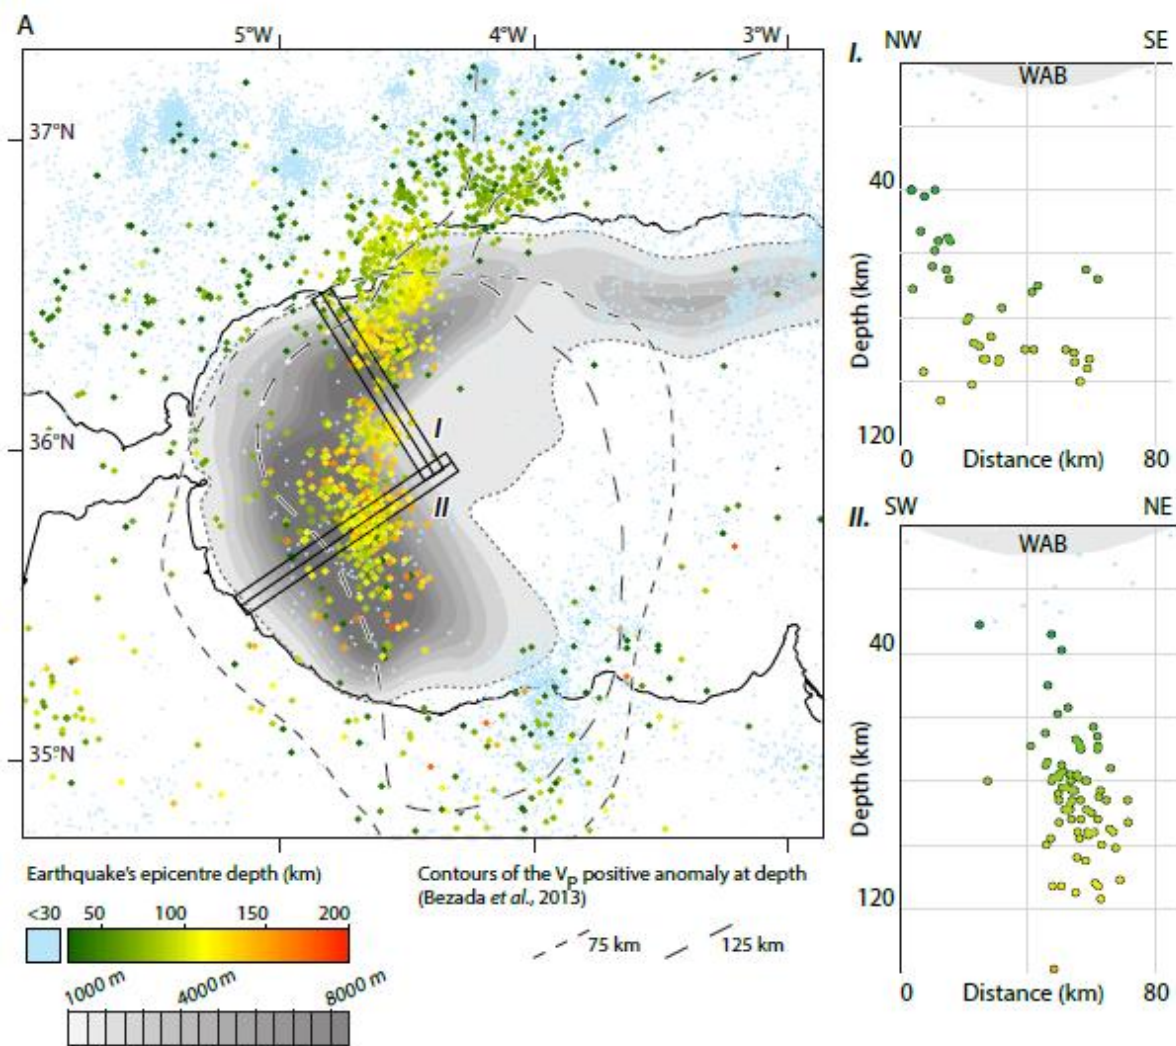 A
5°W 4°W 3°W
37°N
36°N
35°N
I
II
Earthquake's epicentre depth (km)
<30 50 100 150 200
1000 m 4000 m 8000 m
Contours of the Vp positive anomaly at depth
(Bezada et al., 2013)
75 km 125 km
I. NW SE
WAB
40
Depth (km)
120
0 Distance (km) 80
II. SW NE
WAB
40
Depth (km)
120
0 Distance (km) 80